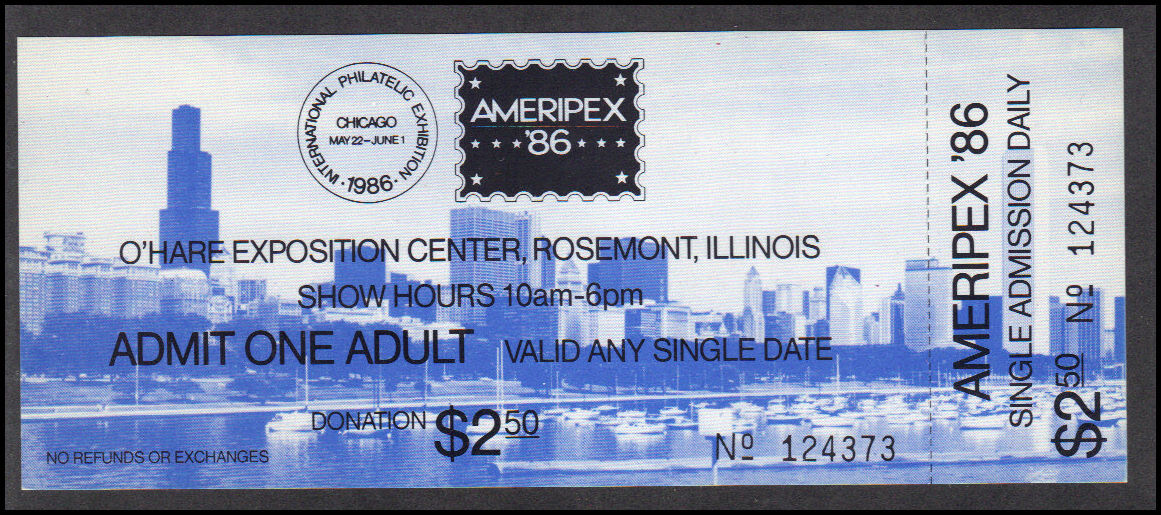 INTERNATIONAL PHILATELIC EXHIBITION
CHICAGO
MAY 22-JUNE 1
·1986·
AMERIPEX
'86
O'HARE EXPOSITION CENTER, ROSEMONT, ILLINOIS
SHOW HOURS 10am-6pm
ADMIT ONE ADULT VALID ANY SINGLE DATE
DONATION $2 50
NO REFUNDS OR EXCHANGES
Nº 124373
AMERIPEX '86
SINGLE ADMISSION DAILY
$2 50 Nº 124373